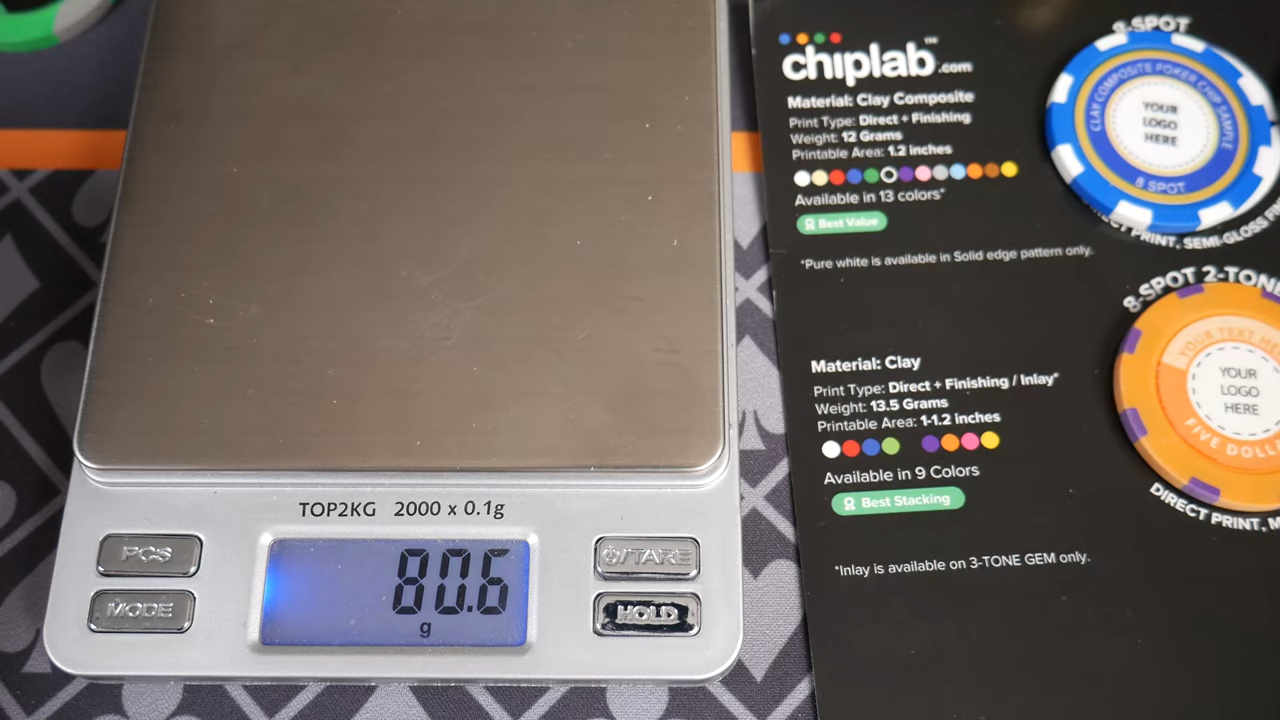 TOP2KG 2000 x 0.1g
PCS
MODE
80.6
g
⏻/TARE
HOLD
chiplab™.com
Material: Clay Composite
Print Type: Direct + Finishing
Weight: 12 Grams
Printable Area: 1.2 inches
Available in 13 colors*
Best Value
*Pure white is available in Solid edge pattern only.
8-SPOT
CLAY COMPOSITE POKER CHIP SAMPLE
YOUR
LOGO
HERE
8 SPOT
PRINT, SEMI-GLOSS
Material: Clay
Print Type: Direct + Finishing / Inlay*
Weight: 13.5 Grams
Printable Area: 1-1.2 inches
Available in 9 Colors
Best Stacking
*Inlay is available on 3-TONE GEM only.
8-SPOT 2-TONE
YOUR TEXT
YOUR
LOGO
HERE
FIVE
DIRECT PRINT,